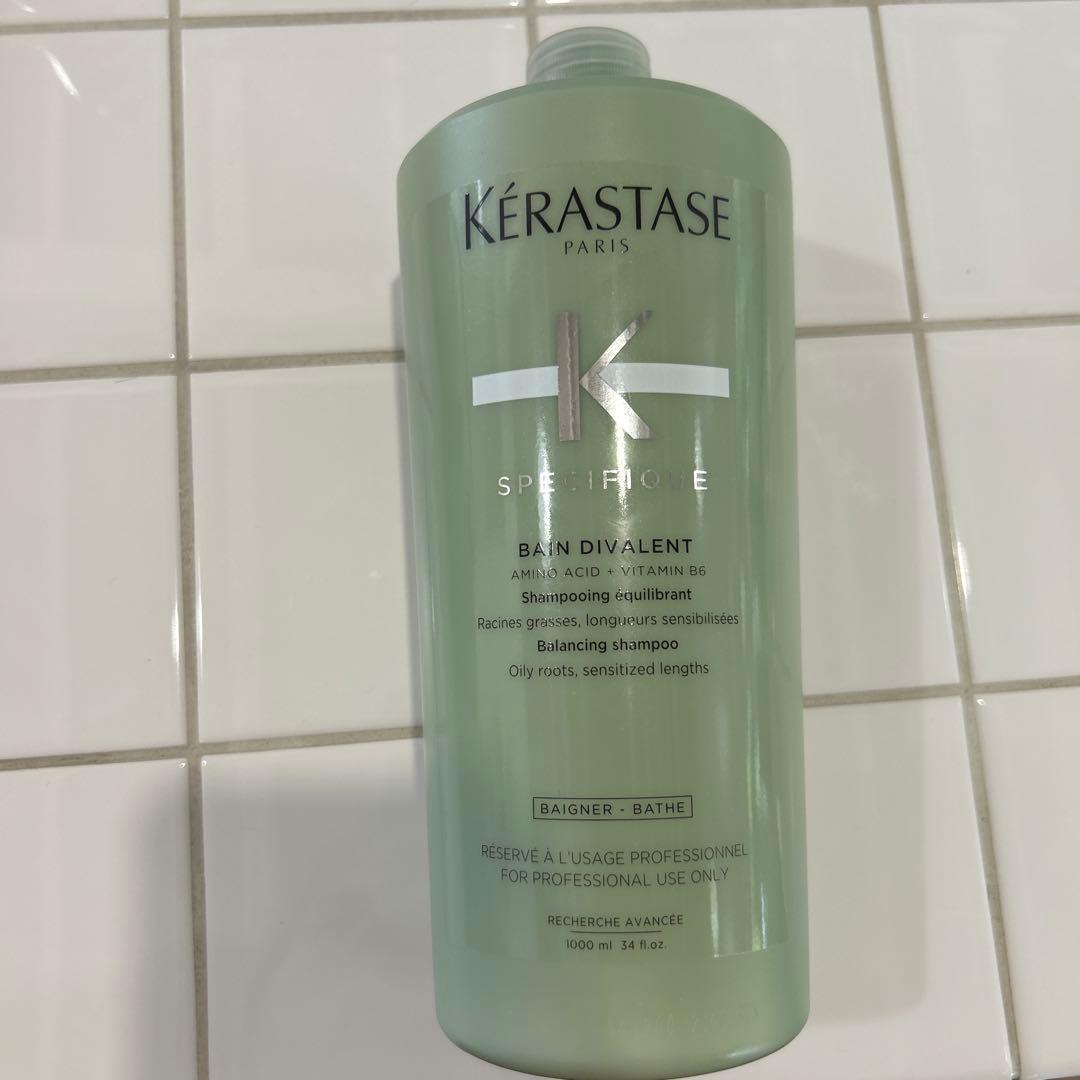 KÉRASTASE
PARIS
K
SPECIFIQUE
BAIN DIVALENT
AMINO ACID + VITAMIN B6
Shampooing équilibrant
Racines grasses, longueurs sensibilisées
Balancing shampoo
Oily roots, sensitized lengths
BAIGNER - BATHE
RÉSERVÉ À L'USAGE PROFESSIONNEL
FOR PROFESSIONAL USE ONLY
RECHERCHE AVANCÉE
1000 ml 34 fl.oz.